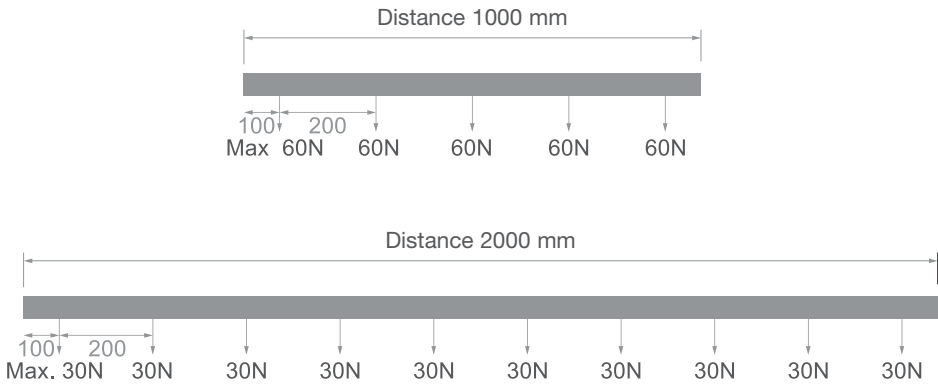 Distance 1000 mm
100 200
Max 60N 60N 60N 60N 60N
Distance 2000 mm
100 200
Max. 30N 30N 30N 30N 30N 30N 30N 30N 30N 30N